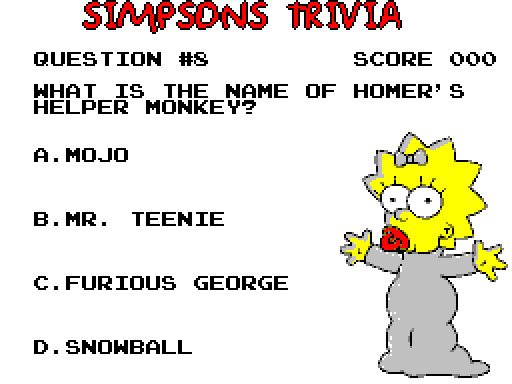 SIMPSONS TRIVIA
QUESTION #8 SCORE 000
WHAT IS THE NAME OF HOMER'S
HELPER MONKEY?
A.MOJO
B.MR. TEENIE
C.FURIOUS GEORGE
D.SNOWBALL